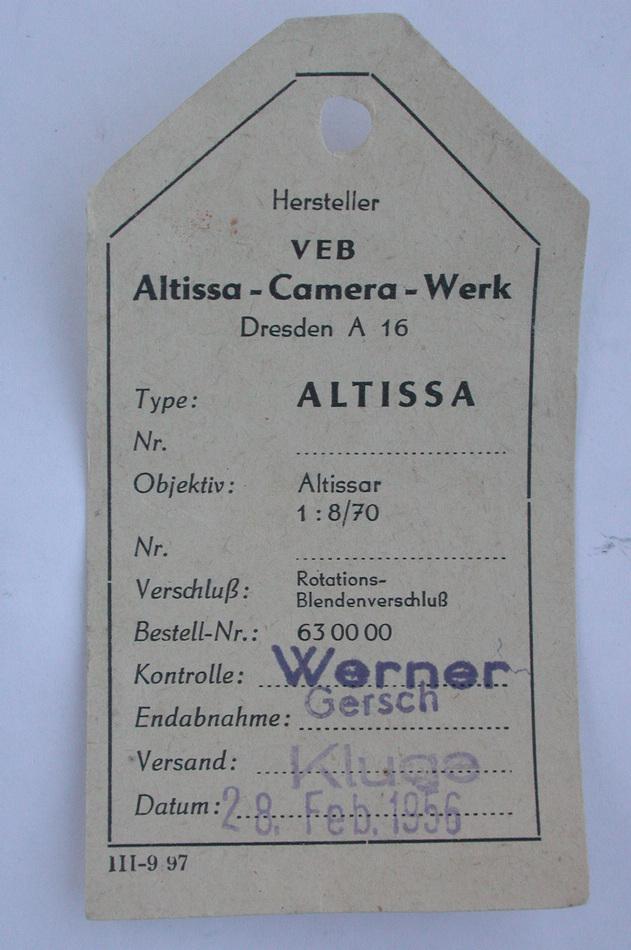 Hersteller
VEB
Altissa - Camera - Werk
Dresden A 16
Type: ALTISSA
Nr.
Objektiv: Altissar
1 : 8/70
Nr.
Verschluß: Rotations-
Blendenverschluß
Bestell-Nr.: 63 00 00
Kontrolle: Werner
Endabnahme: Gersch
Versand: Kluge
Datum: 28. Feb. 1956
III-9 97